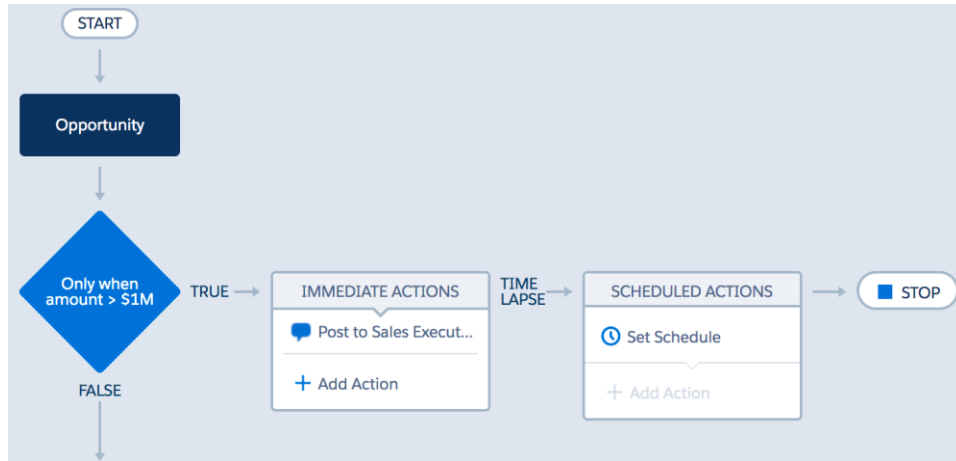 START
Opportunity
Only when
amount > $1M
TRUE
IMMEDIATE ACTIONS
Post to Sales Execut...
+ Add Action
TIME
LAPSE
SCHEDULED ACTIONS
Set Schedule
+ Add Action
STOP
FALSE